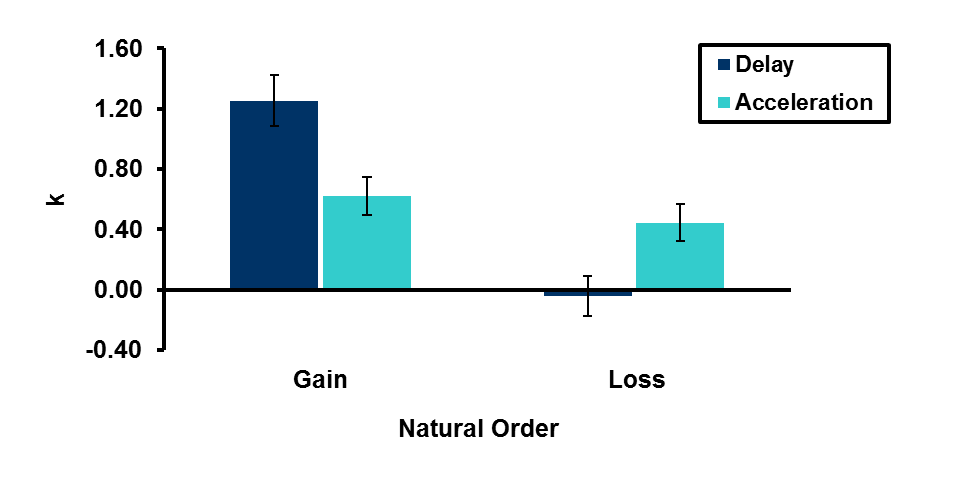 1.60
1.20
0.80
0.40
0.00
-0.40
k
Delay
Acceleration
Gain
Loss
Natural Order